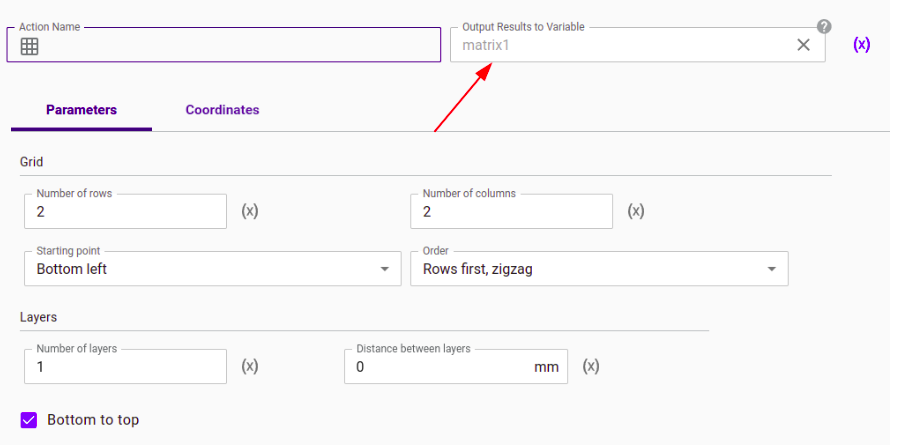 Action Name
Output Results to Variable
?
matrix1
(x)
Parameters
Coordinates
Grid
Number of rows
Number of columns
2
(x)
2
(x)
Starting point
Order
Bottom left
Rows first, zigzag
Layers
Number of layers
Distance between layers
1
(x)
0
mm
(x)
Bottom to top